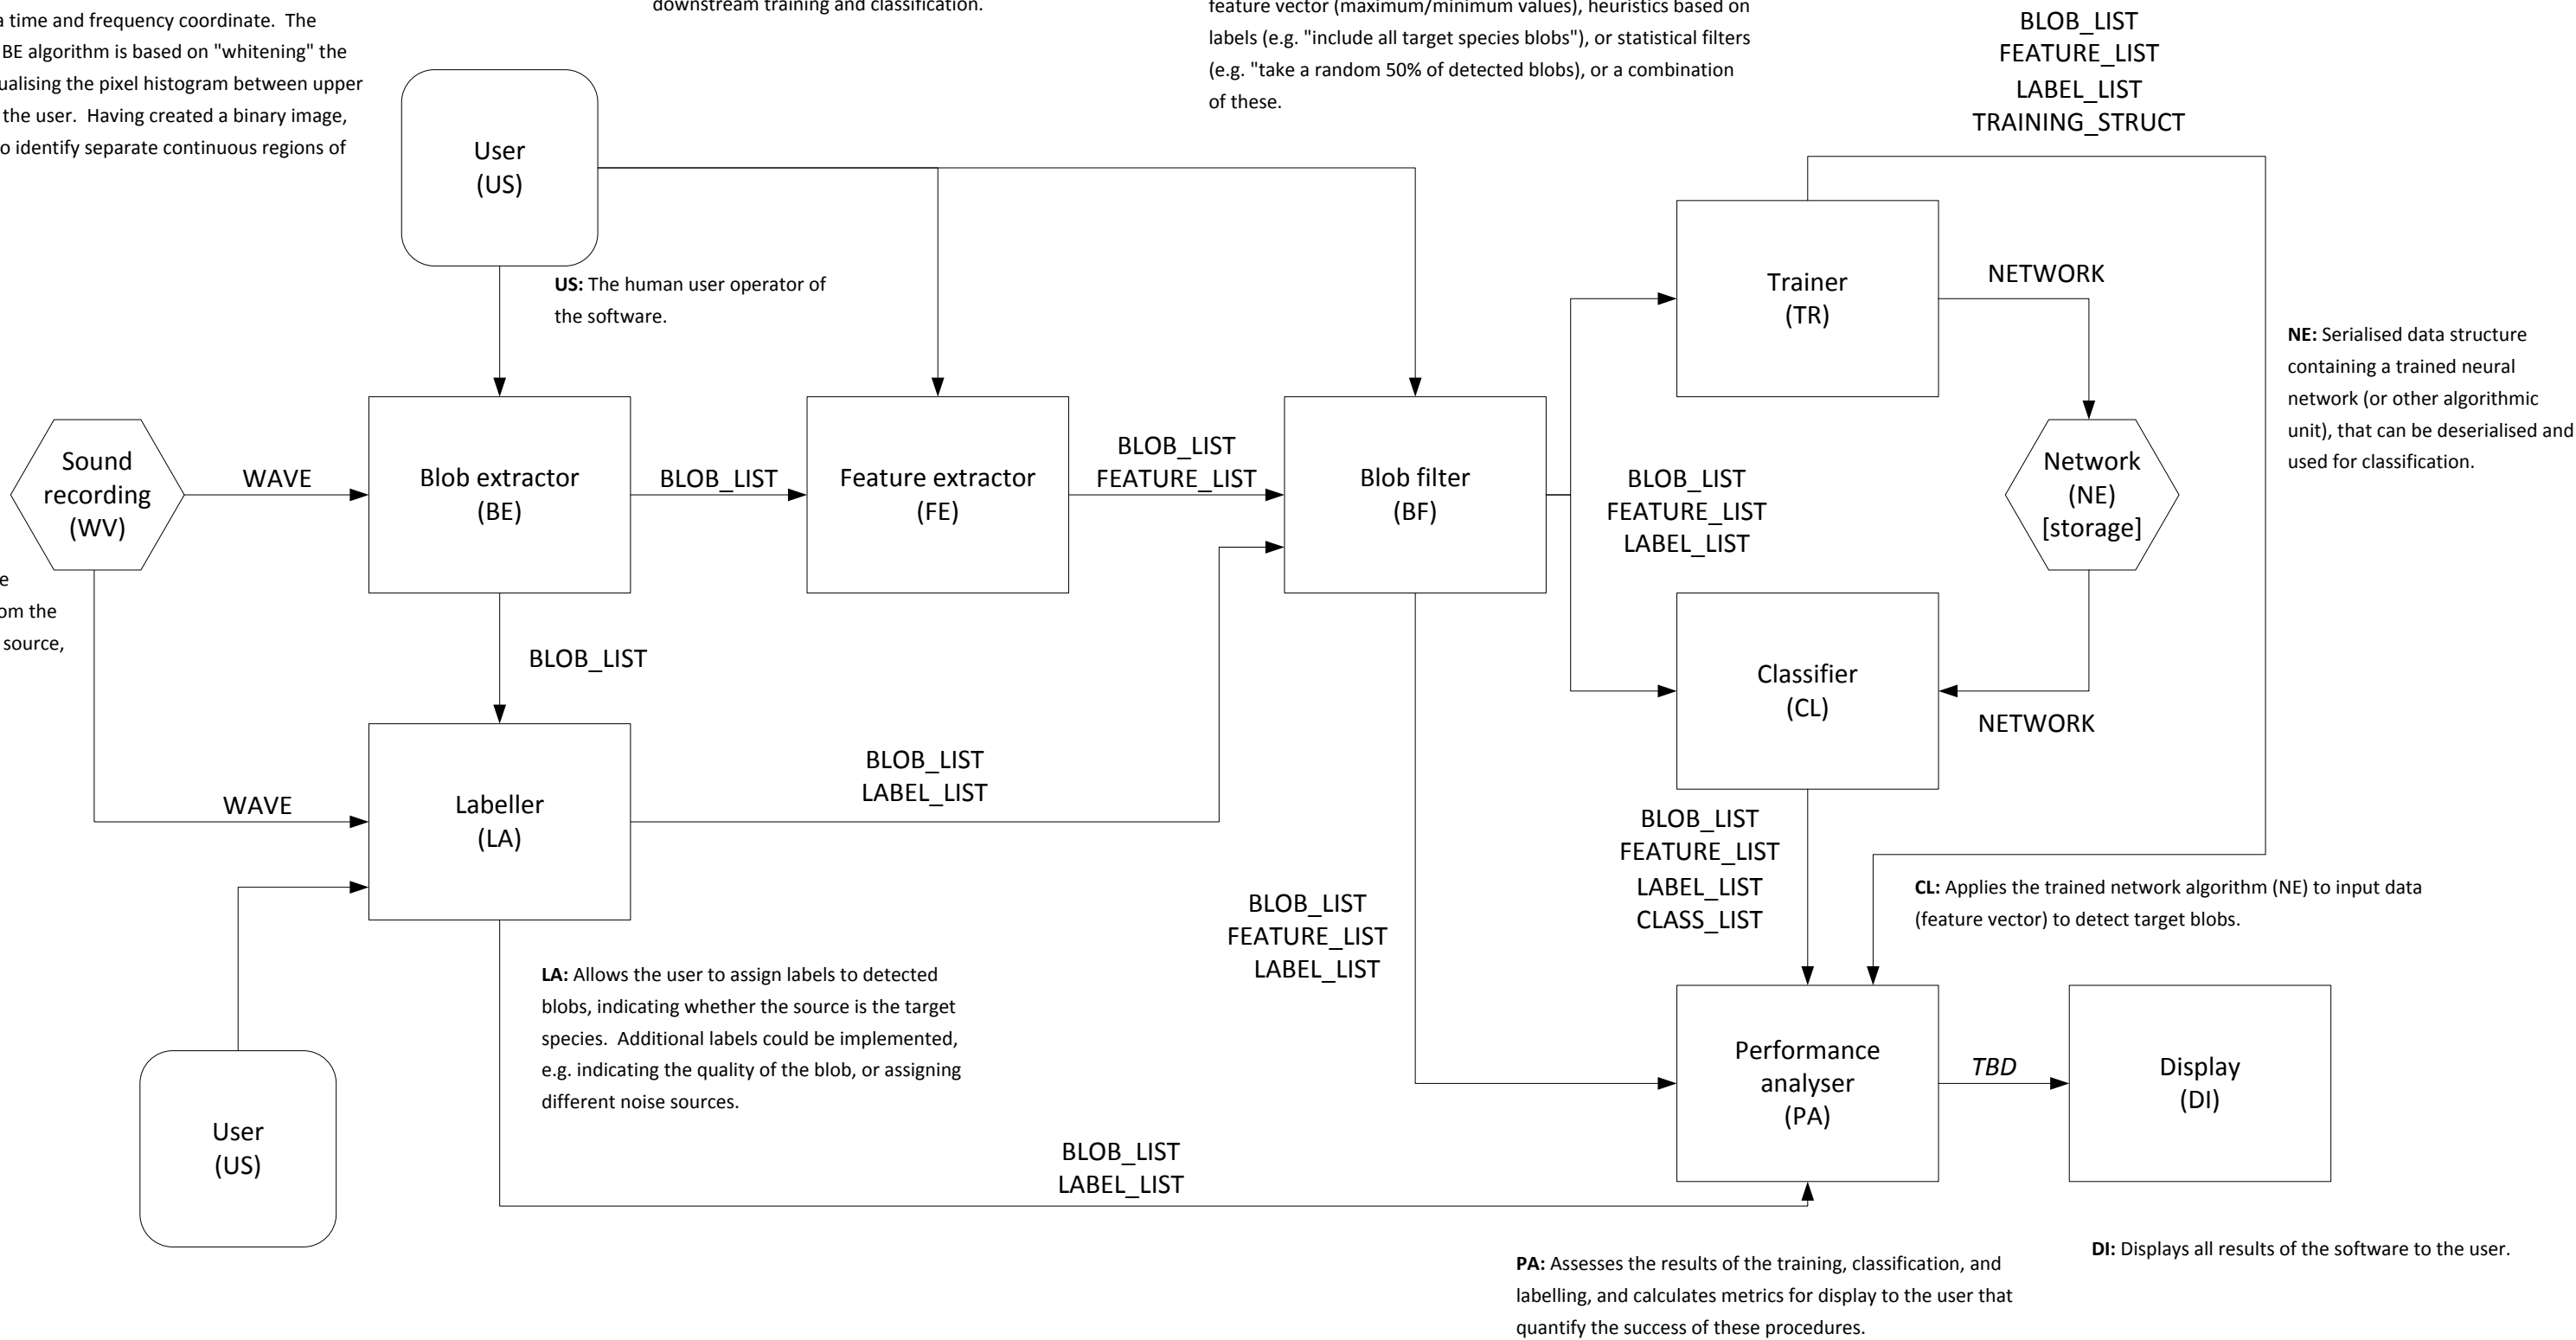 a time and frequency coordinate. The
BE algorithm is based on "whitening" the
ualising the pixel histogram between upper
the user. Having created a binary image,
o identify separate continuous regions of
downstream training and classification.
feature vector (maximum/minimum values), heuristics based on
labels (e.g. "include all target species blobs"), or statistical filters
(e.g. "take a random 50% of detected blobs), or a combination
of these.
BLOB_LIST
FEATURE_LIST
LABEL_LIST
TRAINING_STRUCT
User
(US)
US: The human user operator of
the software.
Trainer
(TR)
NETWORK
NE: Serialised data structure
containing a trained neural
network (or other algorithmic
unit), that can be deserialised and
used for classification.
Sound
recording
(WV)
WAVE
Blob extractor
(BE)
BLOB_LIST
Feature extractor
(FE)
BLOB_LIST
FEATURE_LIST
Blob filter
(BF)
BLOB_LIST
FEATURE_LIST
LABEL_LIST
Network
(NE)
[storage]
e
om the
source,
BLOB_LIST
Classifier
(CL)
NETWORK
WAVE
Labeller
(LA)
BLOB_LIST
LABEL_LIST
BLOB_LIST
FEATURE_LIST
LABEL_LIST
CLASS_LIST
CL: Applies the trained network algorithm (NE) to input data
(feature vector) to detect target blobs.
BLOB_LIST
FEATURE_LIST
LABEL_LIST
LA: Allows the user to assign labels to detected
blobs, indicating whether the source is the target
species. Additional labels could be implemented,
e.g. indicating the quality of the blob, or assigning
different noise sources.
User
(US)
Performance
analyser
(PA)
TBD
Display
(DI)
BLOB_LIST
LABEL_LIST
DI: Displays all results of the software to the user.
PA: Assesses the results of the training, classification, and
labelling, and calculates metrics for display to the user that
quantify the success of these procedures.